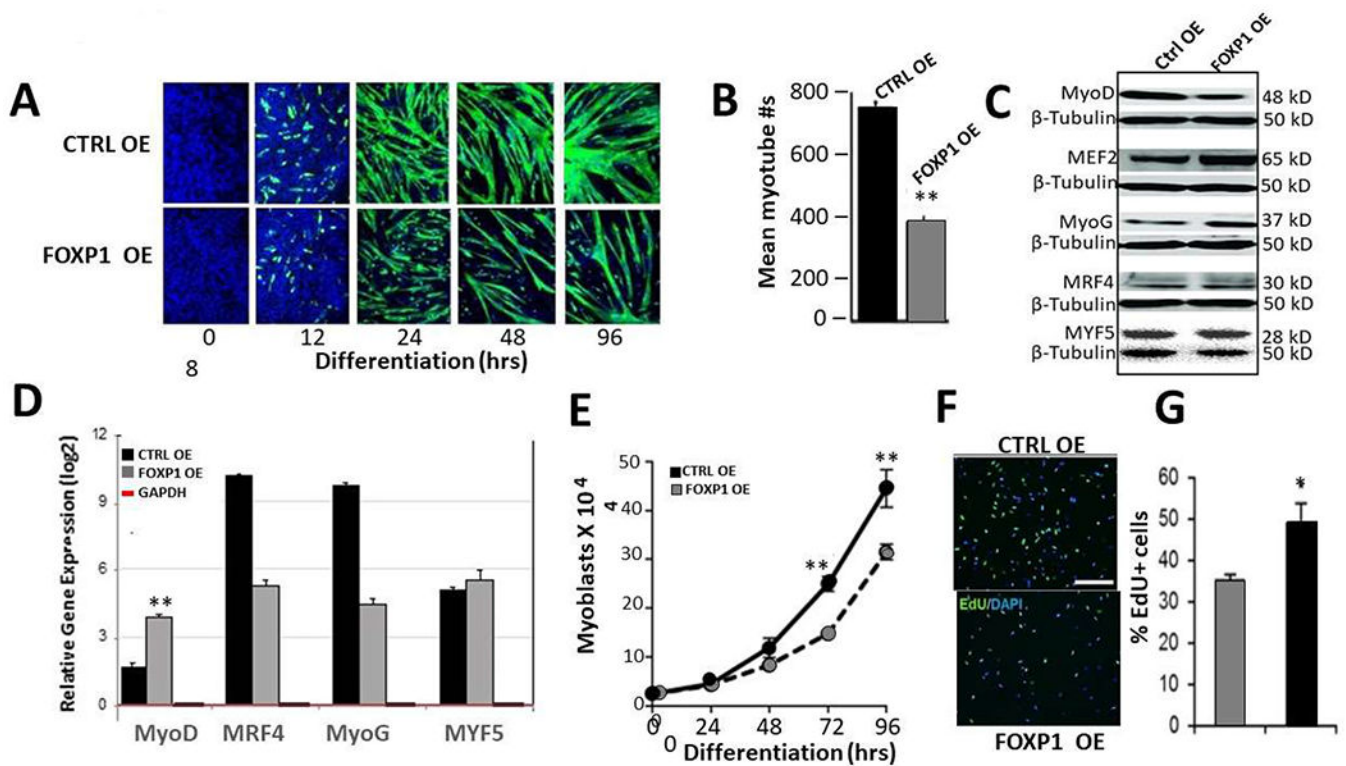 A
CTRL OE
FOXP1 OE
0 12 24 48 96
Differentiation (hrs)
8
B
Mean myotube #s
800
600
400
200
0
CTRL OE
FOXP1 OE
**
C
Ctrl OE FOXP1 OE
MyoD 48 kD
β-Tubulin 50 kD
MEF2 65 kD
β-Tubulin 50 kD
MyoG 37 kD
β-Tubulin 50 kD
MRF4 30 kD
β-Tubulin 50 kD
MYF5 28 kD
β-Tubulin 50 kD
D
Relative Gene Expression (log2)
12
9
6
3
0
CTRL OE
FOXP1 OE
GAPDH
**
MyoD MRF4 MyoG MYF5
E
Myoblasts X 10⁴
4
50
40
30
20
10
0
CTRL OE
FOXP1 OE
**
**
0 24 48 72 96
0
Differentiation (hrs)
F
CTRL OE
EdU/DAPI
FOXP1 OE
G
% EdU+ cells
60
50
40
30
20
10
0
*